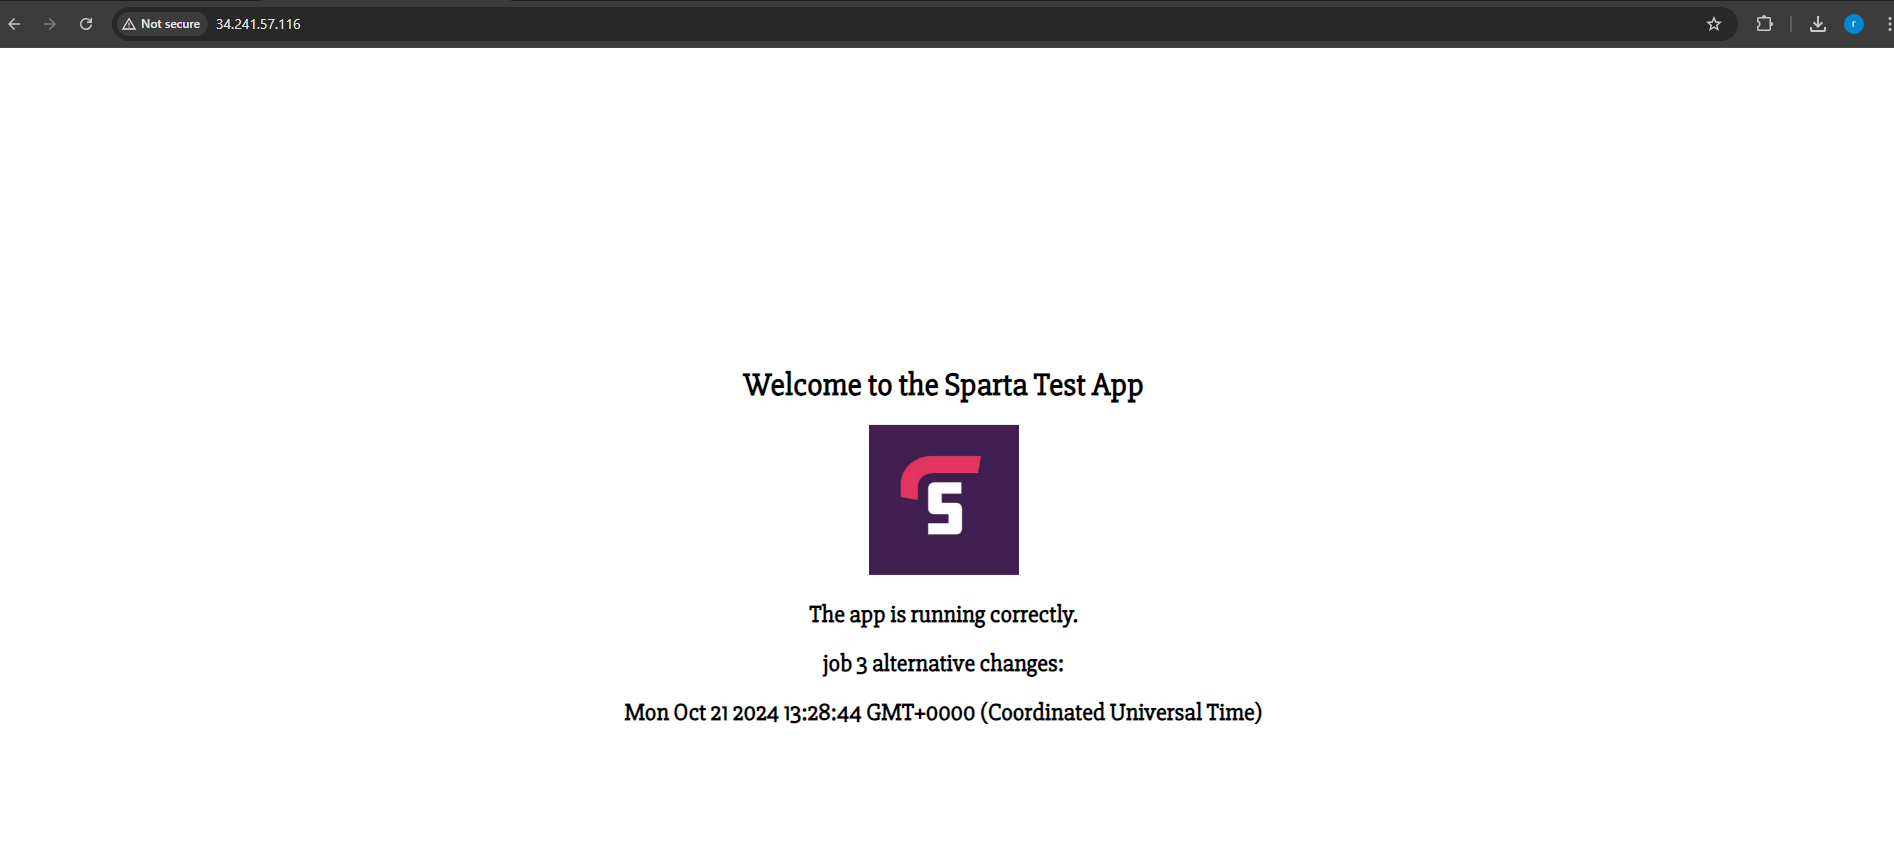 Not secure 34.241.57.116
r
Welcome to the Sparta Test App
S
The app is running correctly.
job 3 alternative changes:
Mon Oct 21 2024 13:28:44 GMT+0000 (Coordinated Universal Time)